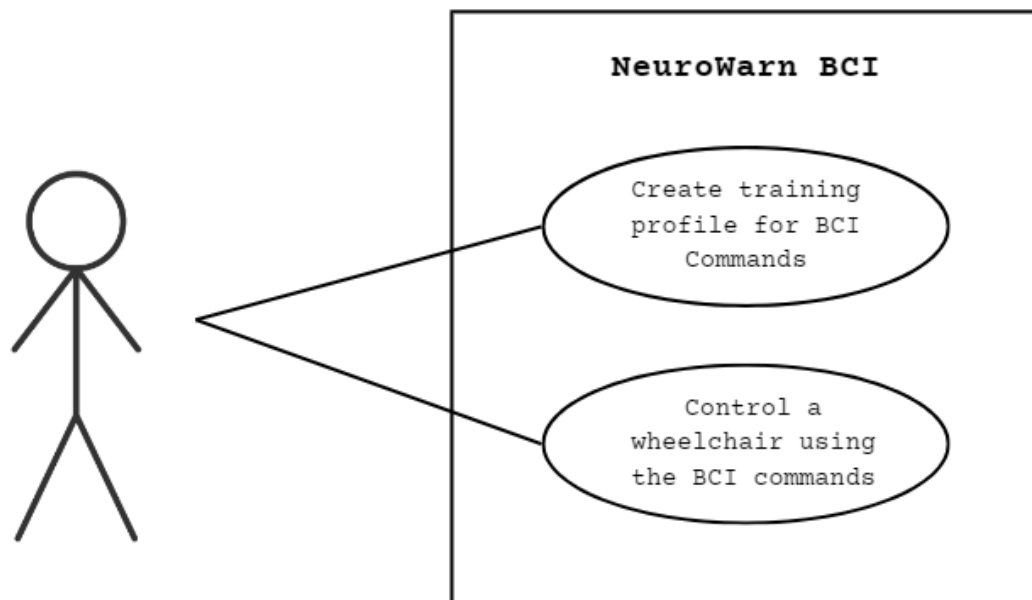 NeuroWarn BCI
Create training
profile for BCI
Commands
Control a
wheelchair using
the BCI commands